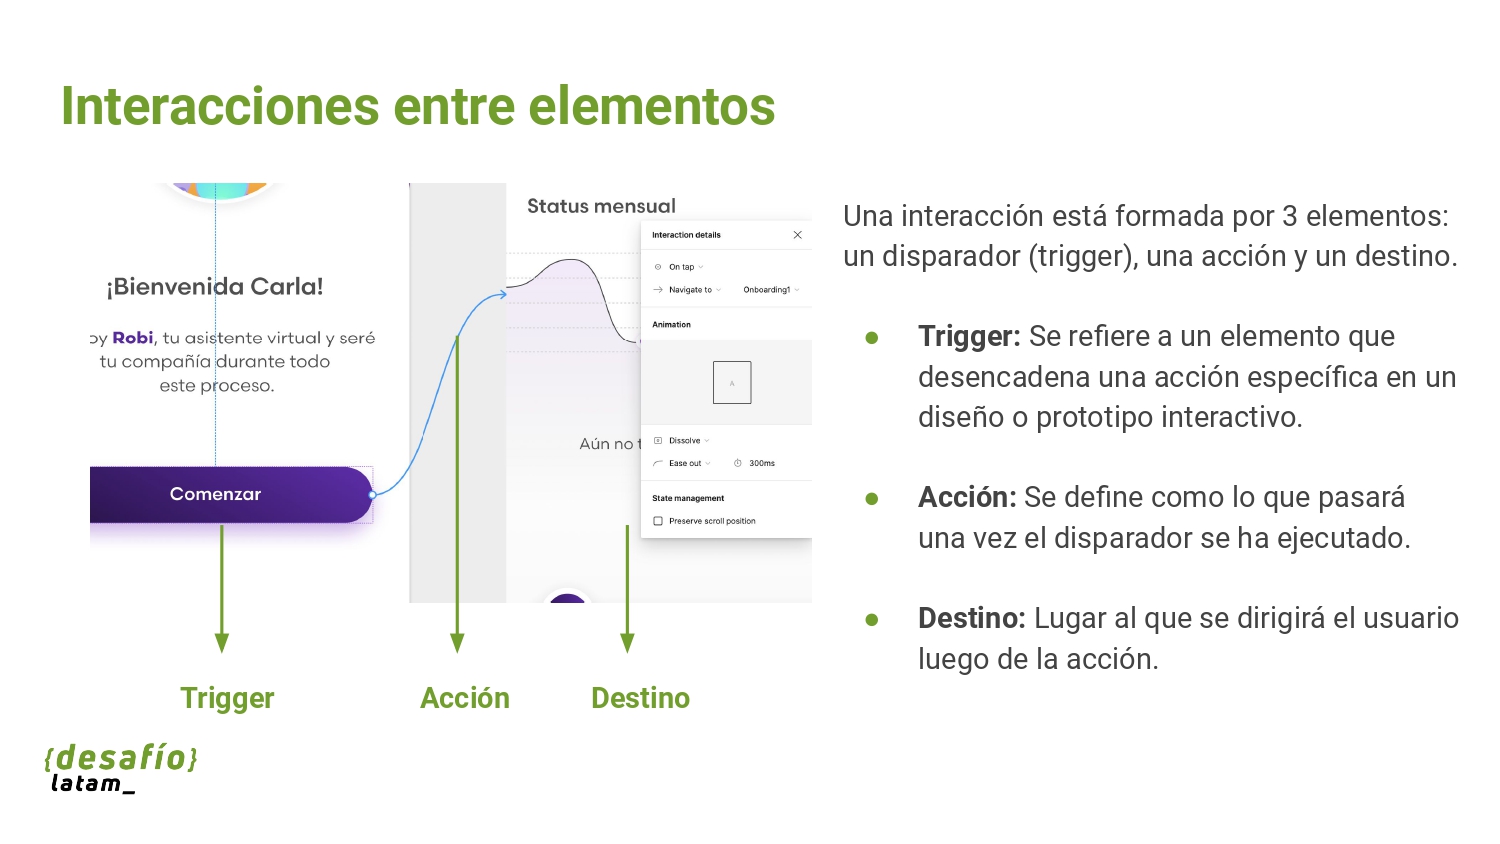 Interacciones entre elementos
¡Bienvenida Carla!
oy Robi, tu asistente virtual y seré
tu compañía durante todo
este proceso.
Comenzar
Status mensual
Aún no t
Interaction details
On tap
Navigate to Onboarding1
Animation
A
Dissolve
Ease out 300ms
State management
Preserve scroll position
Trigger
Acción
Destino
Una interacción está formada por 3 elementos:
un disparador (trigger), una acción y un destino.
● Trigger: Se refiere a un elemento que
desencadena una acción específica en un
diseño o prototipo interactivo.
● Acción: Se define como lo que pasará
una vez el disparador se ha ejecutado.
● Destino: Lugar al que se dirigirá el usuario
luego de la acción.
{desafío}
latam_